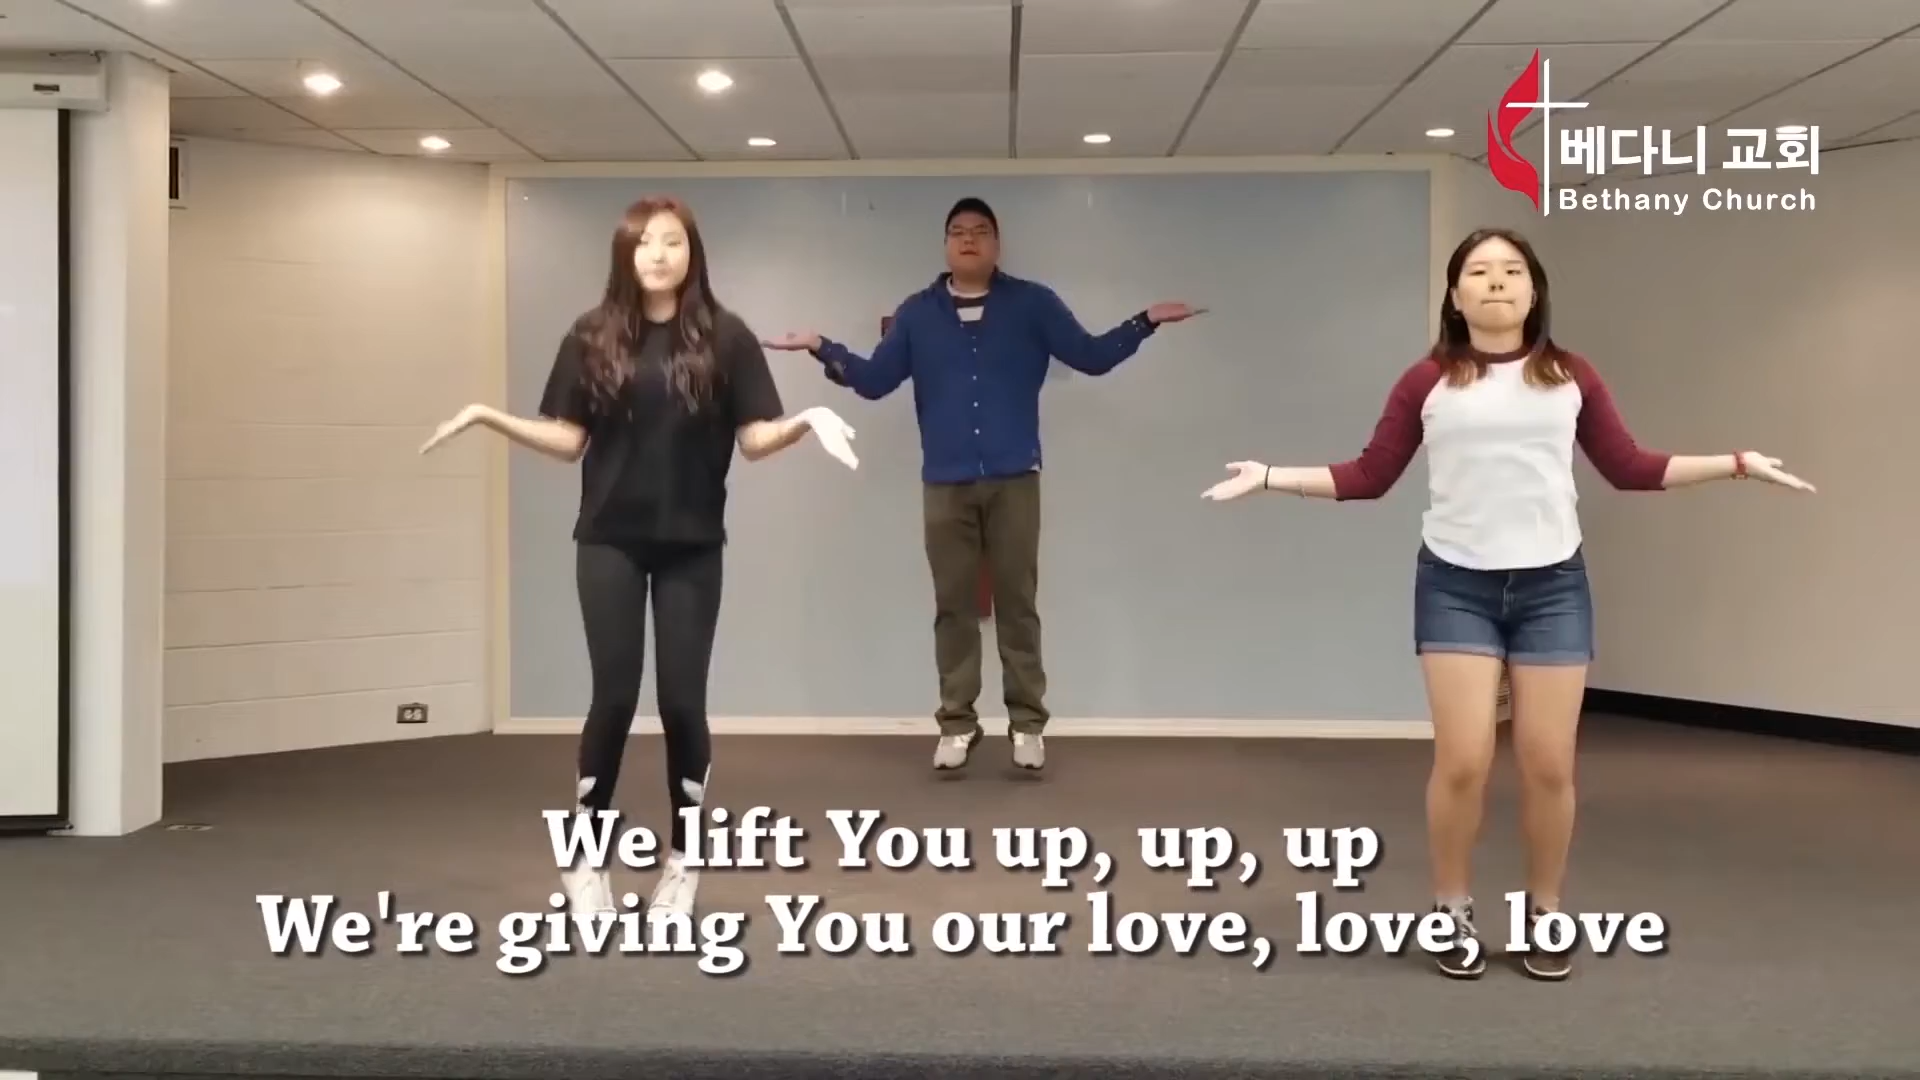 베다니 교회
Bethany Church
We lift You up, up, up
We're giving You our love, love, love